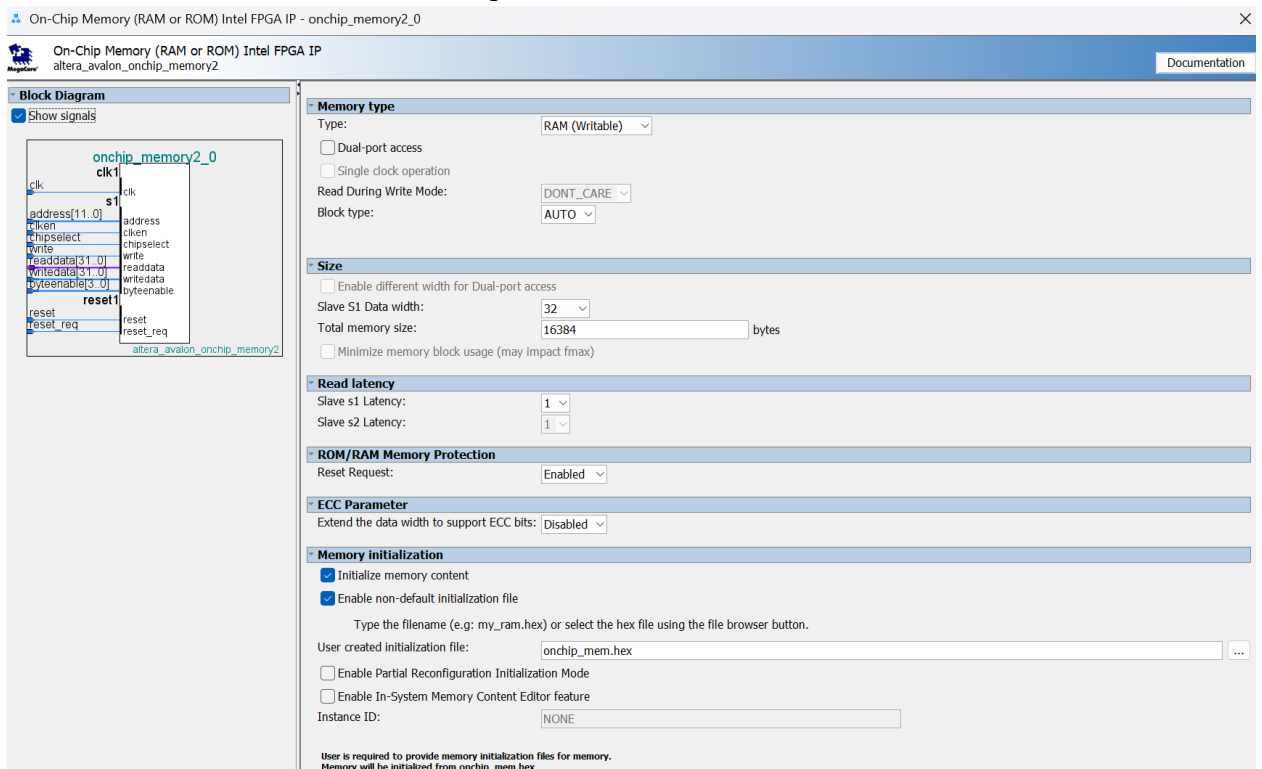 On-Chip Memory (RAM or ROM) Intel FPGA IP - onchip_memory2_0
MegaCore'
On-Chip Memory (RAM or ROM) Intel FPGA IP
altera_avalon_onchip_memory2
Documentation
Block Diagram
Show signals
onchip_memory2_0
clk1
clk
clk
s1
address[11..0]
address
clken
clken
chipselect
chipselect
write
write
readdata[31..0]
readdata
writedata[31..0]
writedata
byteenable[3..0]
byteenable
reset1
reset
reset
reset_req
reset_req
altera_avalon_onchip_memory2
Memory type
Type: RAM (Writable)
Dual-port access
Single clock operation
Read During Write Mode: DONT_CARE
Block type: AUTO
Size
Enable different width for Dual-port access
Slave S1 Data width: 32
Total memory size: 16384 bytes
Minimize memory block usage (may impact fmax)
Read latency
Slave s1 Latency: 1
Slave s2 Latency: 1
ROM/RAM Memory Protection
Reset Request: Enabled
ECC Parameter
Extend the data width to support ECC bits: Disabled
Memory initialization
Initialize memory content
Enable non-default initialization file
Type the filename (e.g: my_ram.hex) or select the hex file using the file browser button.
User created initialization file: onchip_mem.hex ...
Enable Partial Reconfiguration Initialization Mode
Enable In-System Memory Content Editor feature
Instance ID: NONE
User is required to provide memory initialization files for memory.
Memory will be initialized from onchip_mem.hex